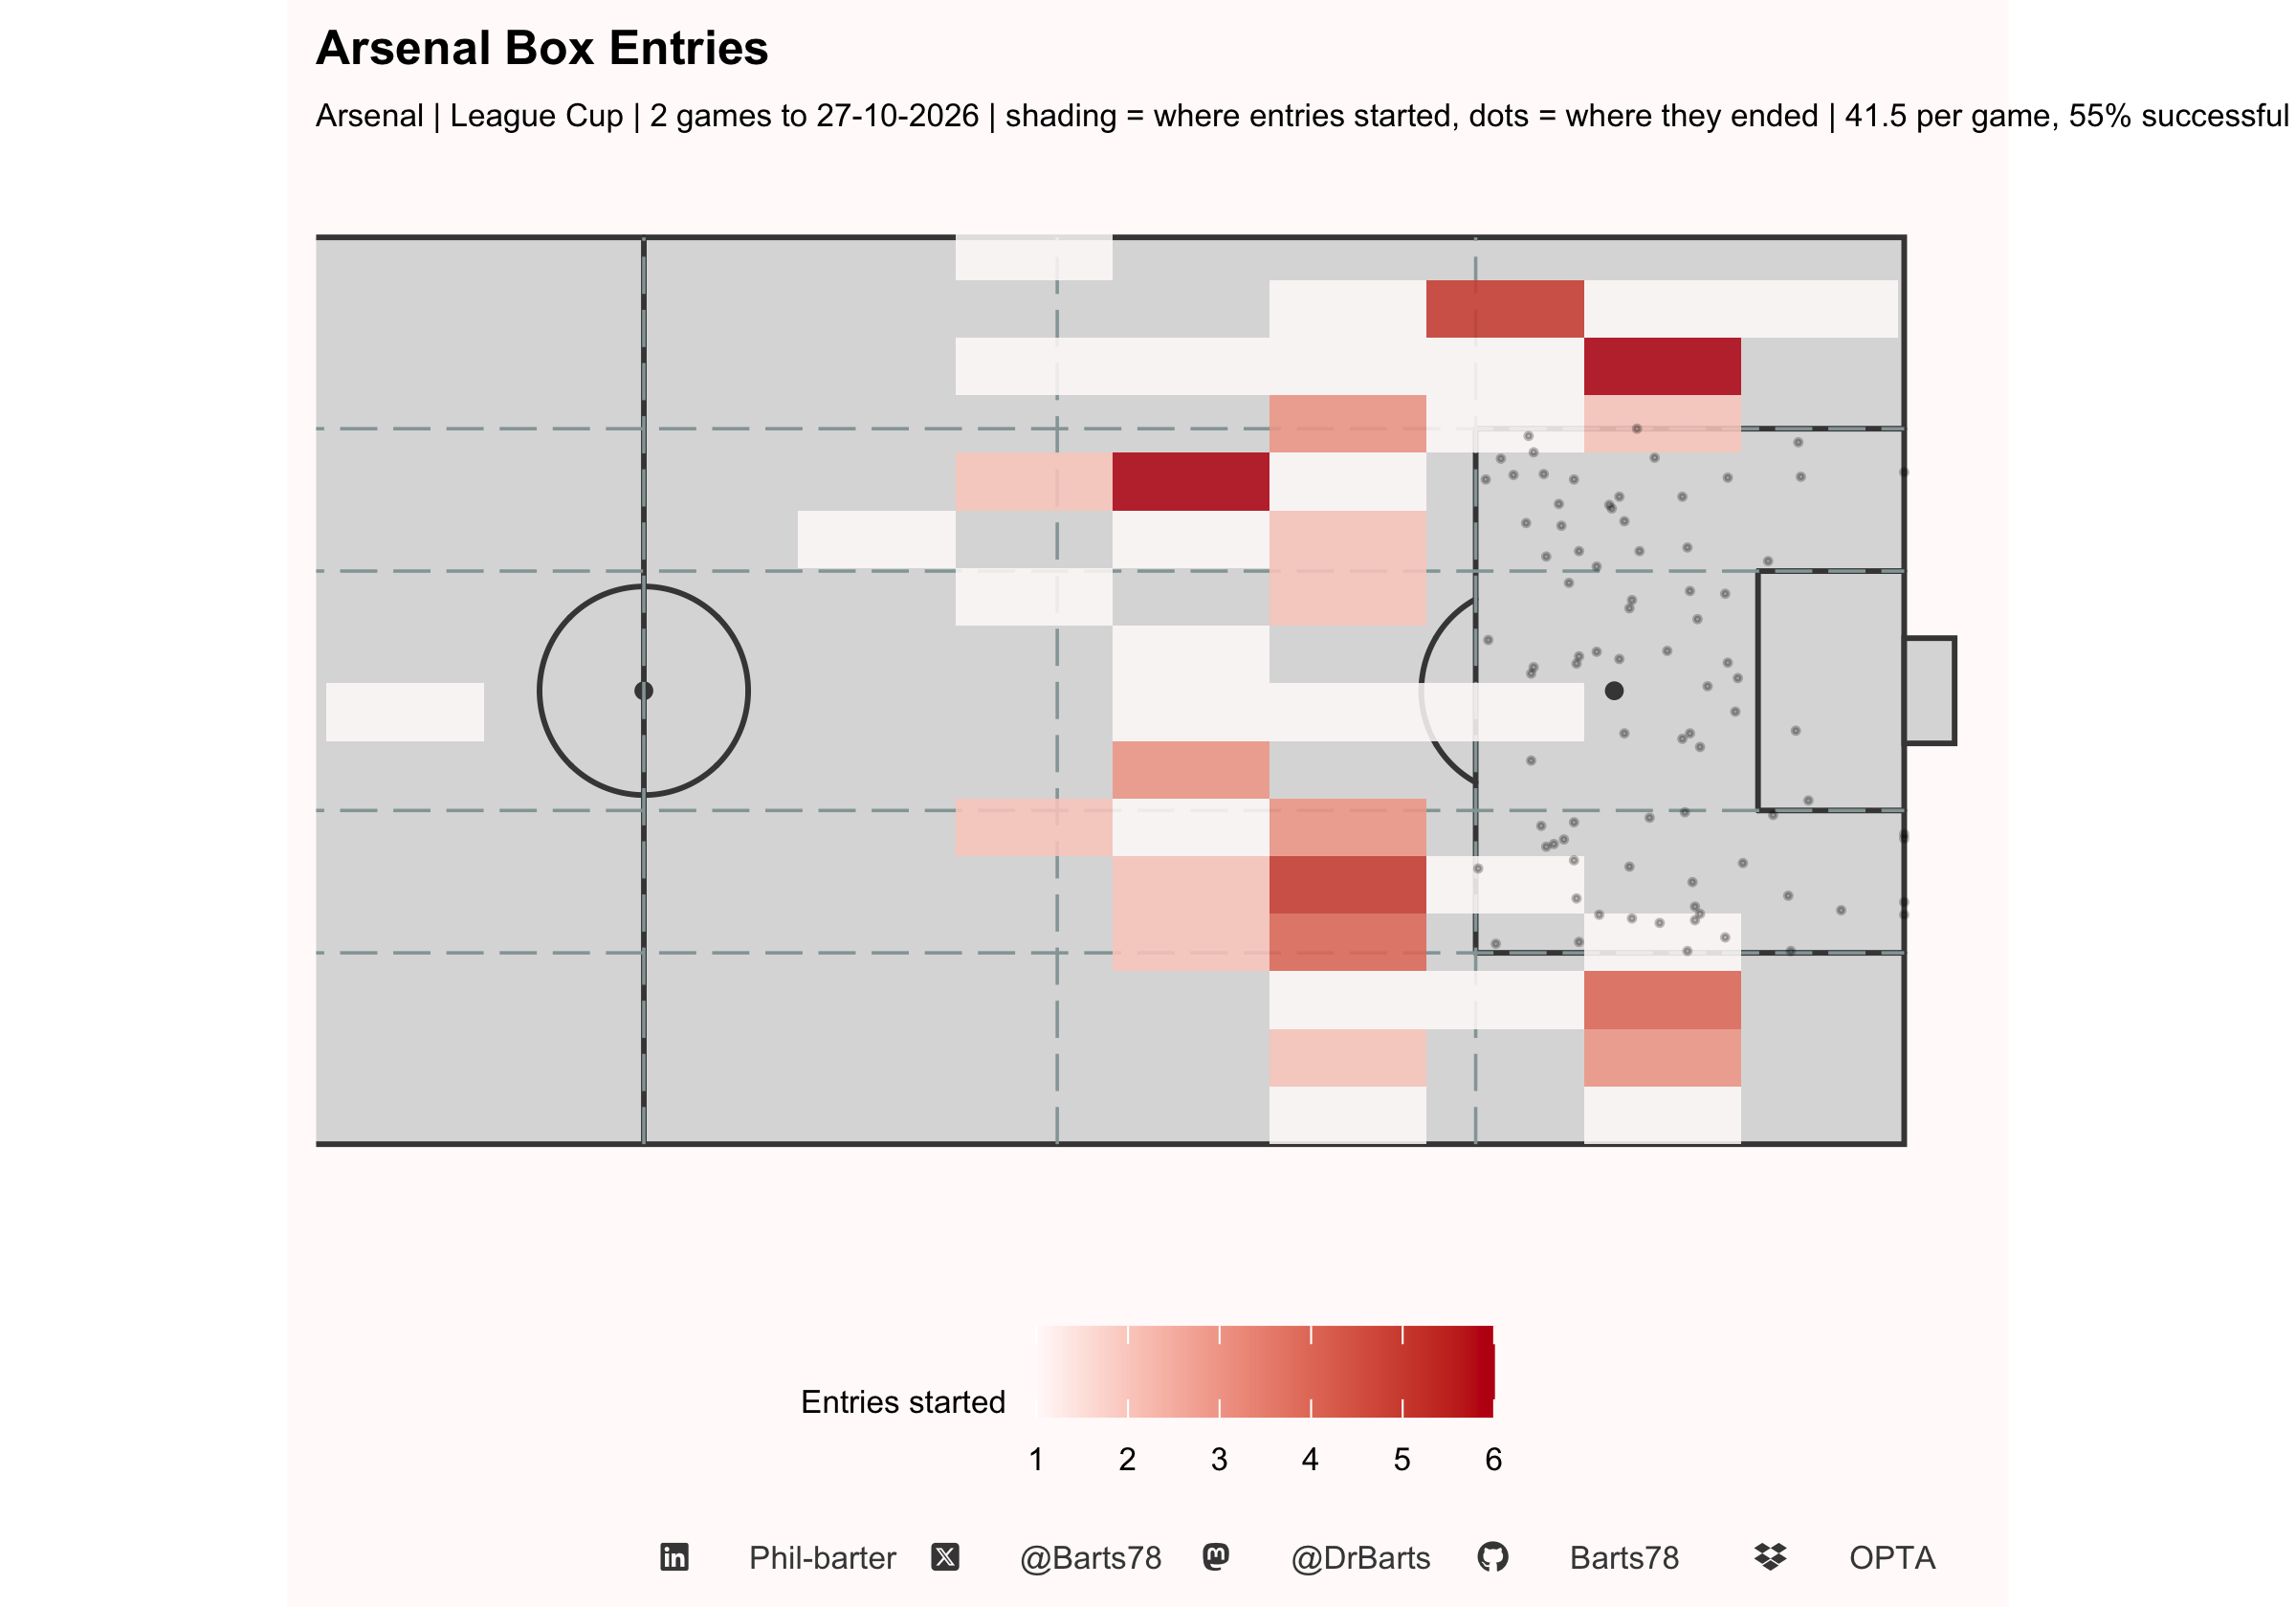 Arsenal Box Entries
Arsenal | League Cup | 2 games to 27-10-2026 | shading = where entries started, dots = where they ended | 41.5 per game, 55% successful
Entries started
1 2 3 4 5 6
Phil-barter @Barts78 @DrBarts Barts78 OPTA